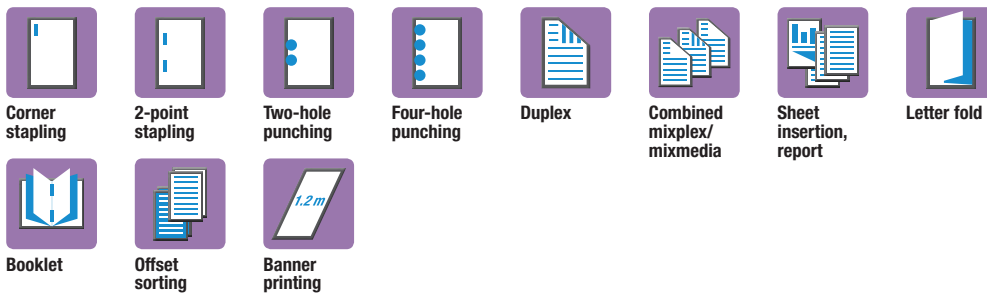 Corner
stapling
2-point
stapling
Two-hole
punching
Four-hole
punching
Duplex
Combined
mixplex/
mixmedia
Sheet
insertion,
report
Letter fold
1.2 m
Booklet
Offset
sorting
Banner
printing